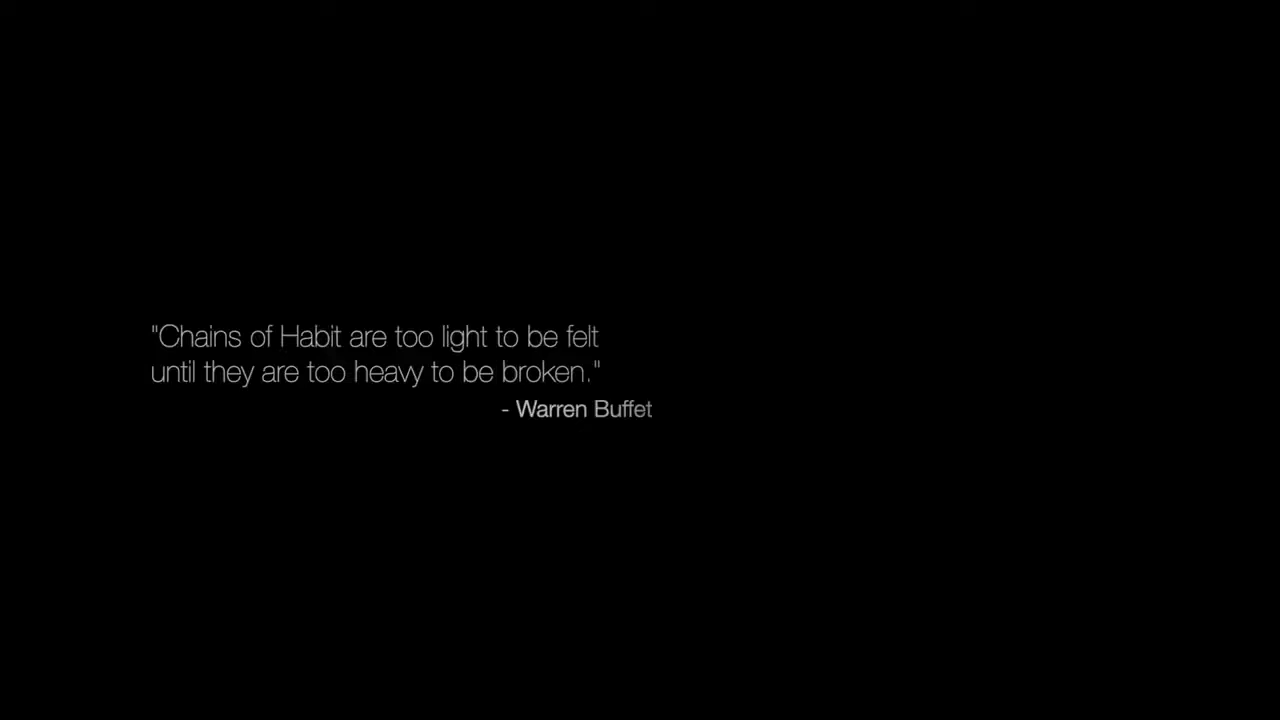 "Chains of Habit are too light to be felt
until they are too heavy to be broken."
- Warren Buffet